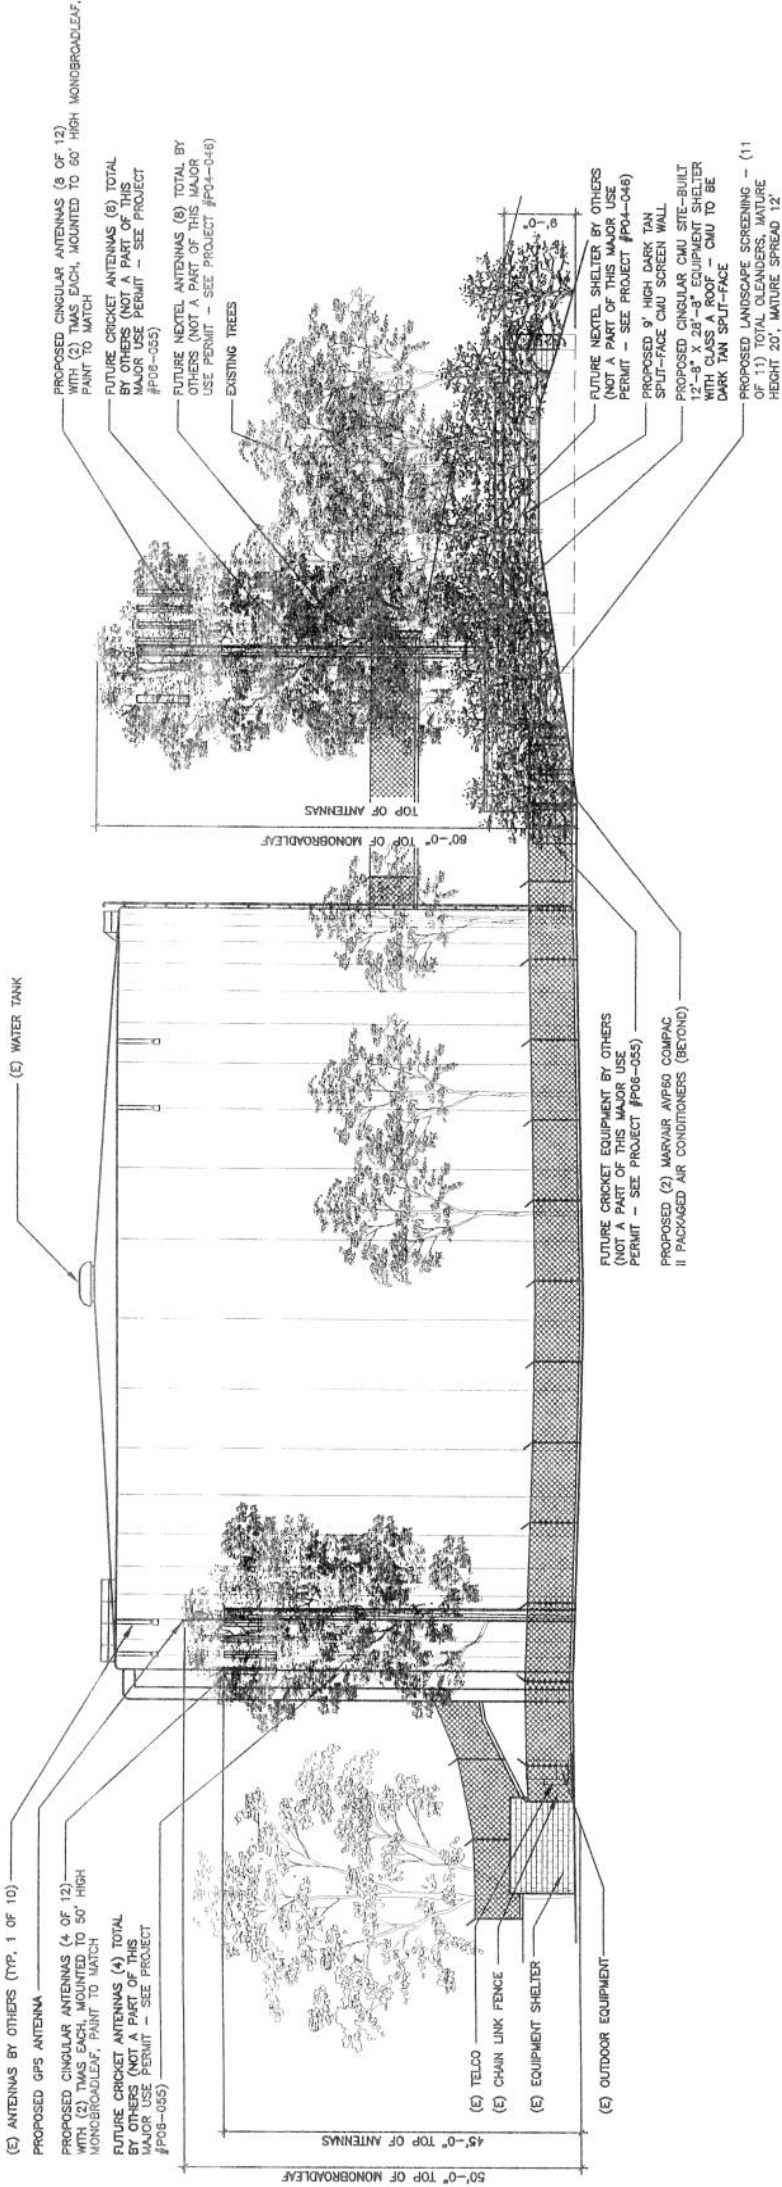 (E) ANTENNAS BY OTHERS (TYP. 1 OF 10)
PROPOSED GPS ANTENNA
PROPOSED CINGULAR ANTENNAS (4 OF 12)
WITH (2) TMAS EACH, MOUNTED TO 50' HIGH
MONOBROADLEAF, PAINT TO MATCH
FUTURE CRICKET ANTENNAS (4) TOTAL
BY OTHERS (NOT A PART OF THIS
MAJOR USE PERMIT – SEE PROJECT
#P06–055)
(E) WATER TANK
PROPOSED CINGULAR ANTENNAS (8 OF 12)
WITH (2) TMAS EACH, MOUNTED TO 60' HIGH MONOBROADLEAF,
PAINT TO MATCH
FUTURE CRICKET ANTENNAS (8) TOTAL
BY OTHERS (NOT A PART OF THIS
MAJOR USE PERMIT – SEE PROJECT
#P06–055)
FUTURE NEXTEL ANTENNAS (8) TOTAL BY
OTHERS (NOT A PART OF THIS MAJOR
USE PERMIT – SEE PROJECT #P04–046)
EXISTING TREES
50'–0" TOP OF MONOBROADLEAF
45'–0" TOP OF ANTENNAS
60'–0" TOP OF MONOBROADLEAF
TOP OF ANTENNAS
9'–0"
(E) TELCO
(E) CHAIN LINK FENCE
(E) EQUIPMENT SHELTER
(E) OUTDOOR EQUIPMENT
FUTURE CRICKET EQUIPMENT BY OTHERS
(NOT A PART OF THIS MAJOR USE
PERMIT – SEE PROJECT #P06–055)
PROPOSED (2) MARVAIR AVP60 COMPAC
II PACKAGED AIR CONDITIONERS (BEYOND)
FUTURE NEXTEL SHELTER BY OTHERS
(NOT A PART OF THIS MAJOR USE
PERMIT – SEE PROJECT #P04–046)
PROPOSED 9' HIGH DARK TAN
SPLIT–FACE CMU SCREEN WALL
PROPOSED CINGULAR CMU SITE–BUILT
12'–8" X 28'–8" EQUIPMENT SHELTER
WITH CLASS A ROOF – CMU TO BE
DARK TAN SPLIT–FACE
PROPOSED LANDSCAPE SCREENING – (11
OF 11) TOTAL OLEANDERS, MATURE
HEIGHT 20', MATURE SPREAD 12'